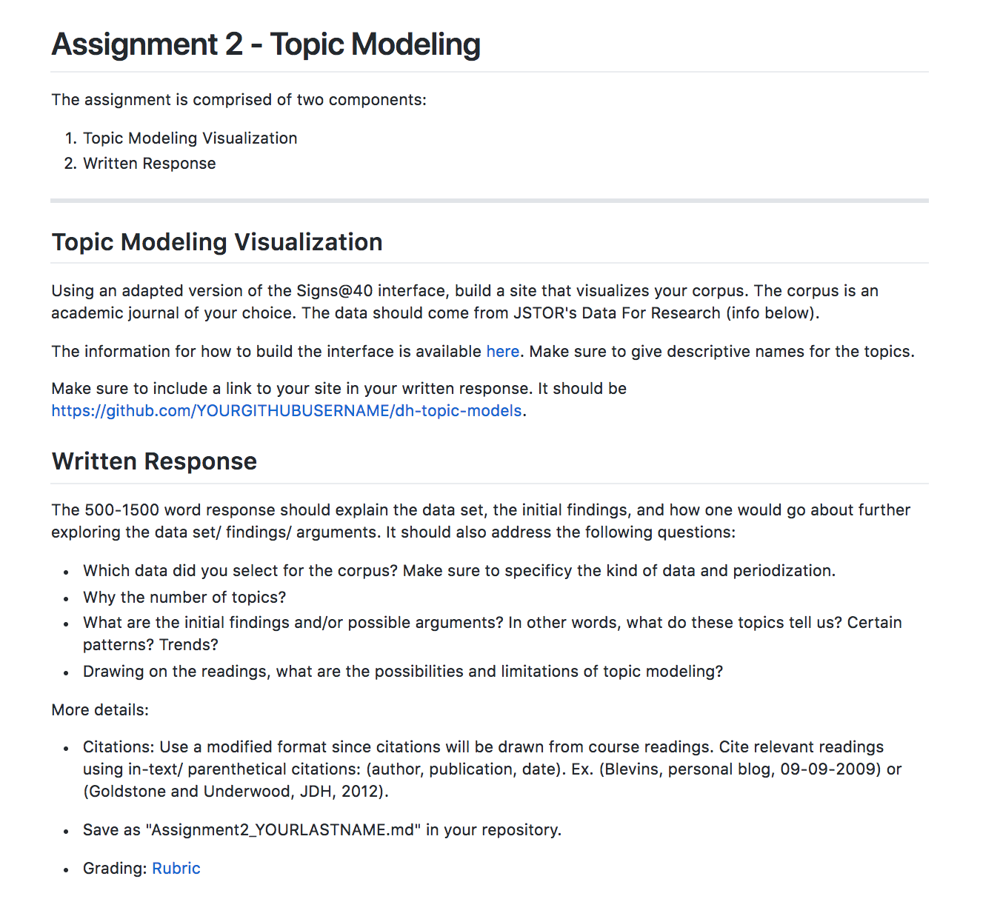 Assignment 2 - Topic Modeling
The assignment is comprised of two components:
1. Topic Modeling Visualization
2. Written Response
Topic Modeling Visualization
Using an adapted version of the Signs@40 interface, build a site that visualizes your corpus. The corpus is an
academic journal of your choice. The data should come from JSTOR's Data For Research (info below).
The information for how to build the interface is available here. Make sure to give descriptive names for the topics.
Make sure to include a link to your site in your written response. It should be
https://github.com/YOURGITHUBUSERNAME/dh-topic-models.
Written Response
The 500-1500 word response should explain the data set, the initial findings, and how one would go about further
exploring the data set/ findings/ arguments. It should also address the following questions:
• Which data did you select for the corpus? Make sure to specificy the kind of data and periodization.
• Why the number of topics?
• What are the initial findings and/or possible arguments? In other words, what do these topics tell us? Certain
patterns? Trends?
• Drawing on the readings, what are the possibilities and limitations of topic modeling?
More details:
• Citations: Use a modified format since citations will be drawn from course readings. Cite relevant readings
using in-text/ parenthetical citations: (author, publication, date). Ex. (Blevins, personal blog, 09-09-2009) or
(Goldstone and Underwood, JDH, 2012).
• Save as "Assignment2_YOURLASTNAME.md" in your repository.
• Grading: Rubric